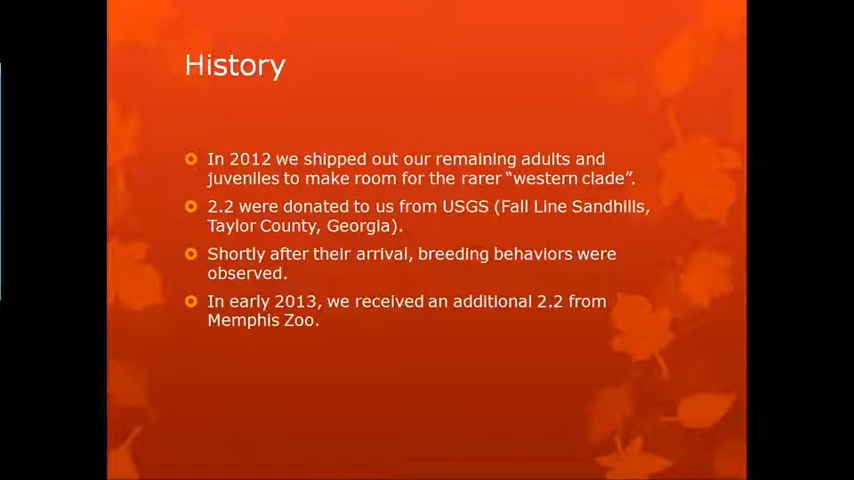 History
In 2012 we shipped out our remaining adults and
juveniles to make room for the rarer “western clade”.
2.2 were donated to us from USGS (Fall Line Sandhills,
Taylor County, Georgia).
Shortly after their arrival, breeding behaviors were
observed.
In early 2013, we received an additional 2.2 from
Memphis Zoo.